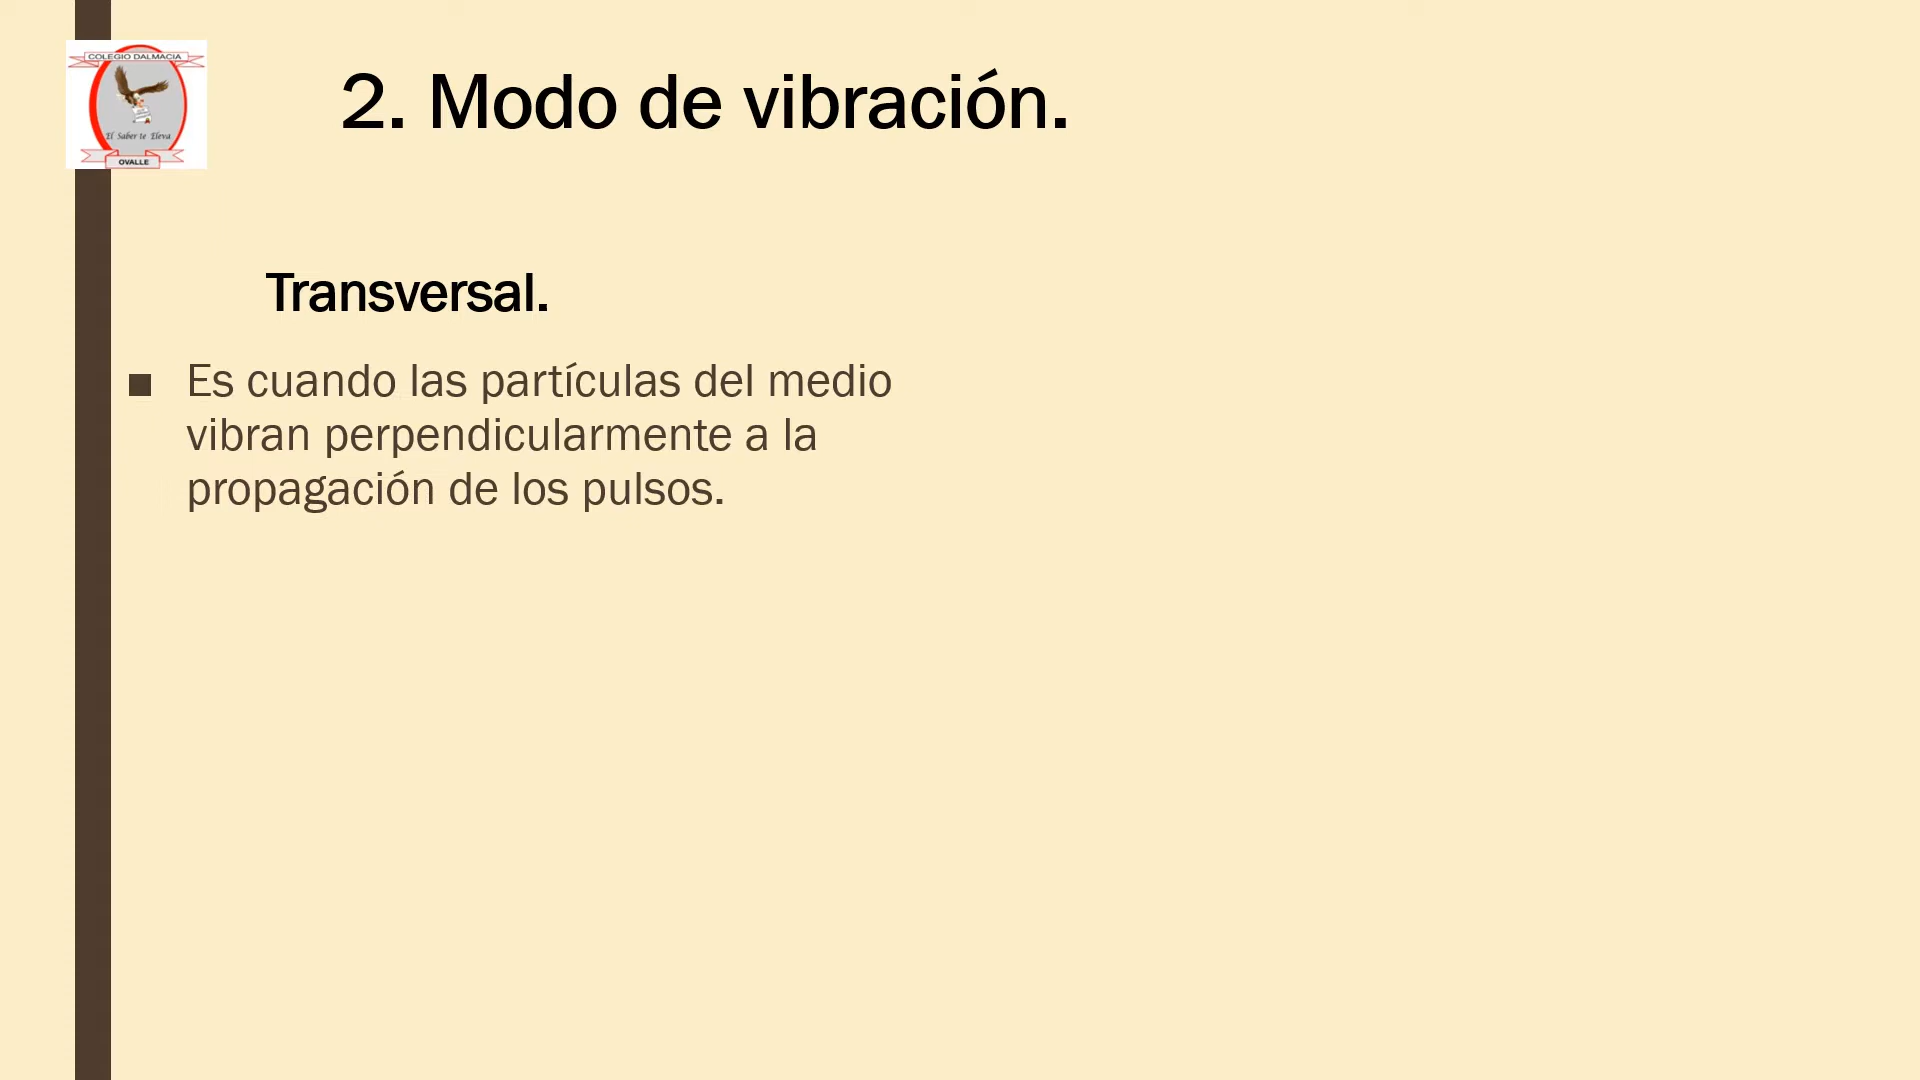 COLEGIO DALMACIA
El Saber te Eleva
OVALLE
2. Modo de vibración.
Transversal.
■ Es cuando las partículas del medio
vibran perpendicularmente a la
propagación de los pulsos.